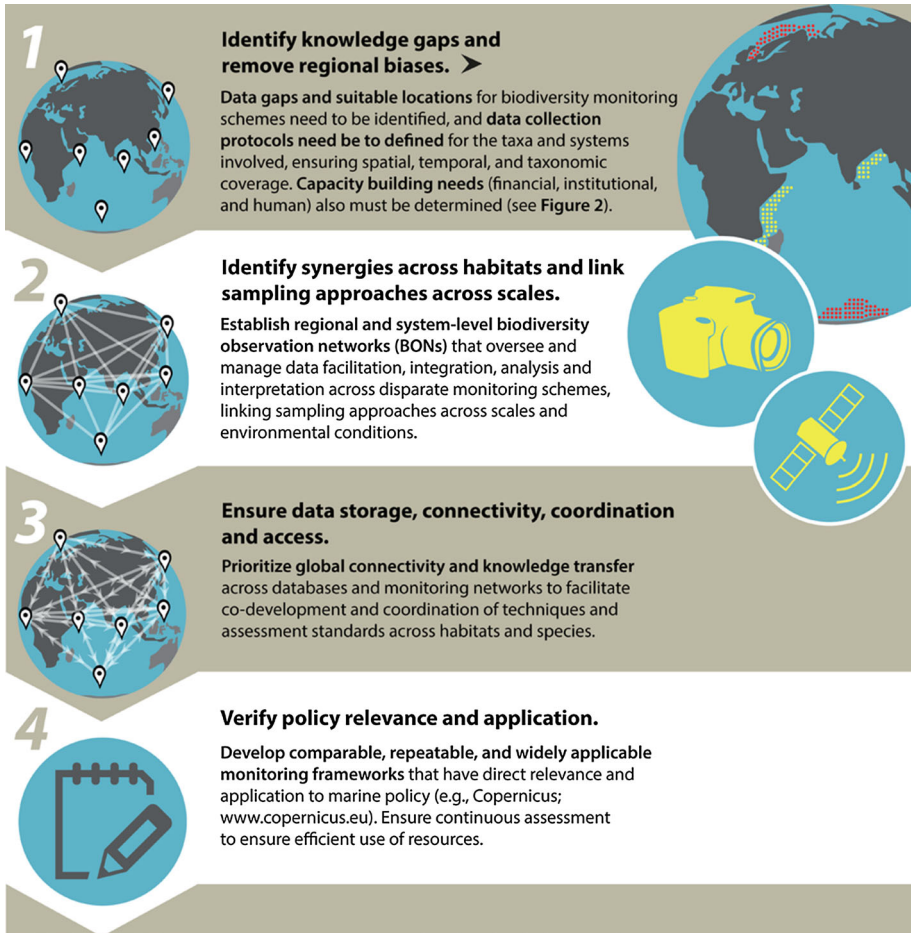 1
Identify knowledge gaps and
remove regional biases. ➤
Data gaps and suitable locations for biodiversity monitoring
schemes need to be identified, and data collection
protocols need be to defined for the taxa and systems
involved, ensuring spatial, temporal, and taxonomic
coverage. Capacity building needs (financial, institutional,
and human) also must be determined (see Figure 2).
2
Identify synergies across habitats and link
sampling approaches across scales.
Establish regional and system-level biodiversity
observation networks (BONs) that oversee and
manage data facilitation, integration, analysis and
interpretation across disparate monitoring schemes,
linking sampling approaches across scales and
environmental conditions.
3
Ensure data storage, connectivity, coordination
and access.
Prioritize global connectivity and knowledge transfer
across databases and monitoring networks to facilitate
co-development and coordination of techniques and
assessment standards across habitats and species.
4
Verify policy relevance and application.
Develop comparable, repeatable, and widely applicable
monitoring frameworks that have direct relevance and
application to marine policy (e.g., Copernicus;
www.copernicus.eu). Ensure continuous assessment
to ensure efficient use of resources.